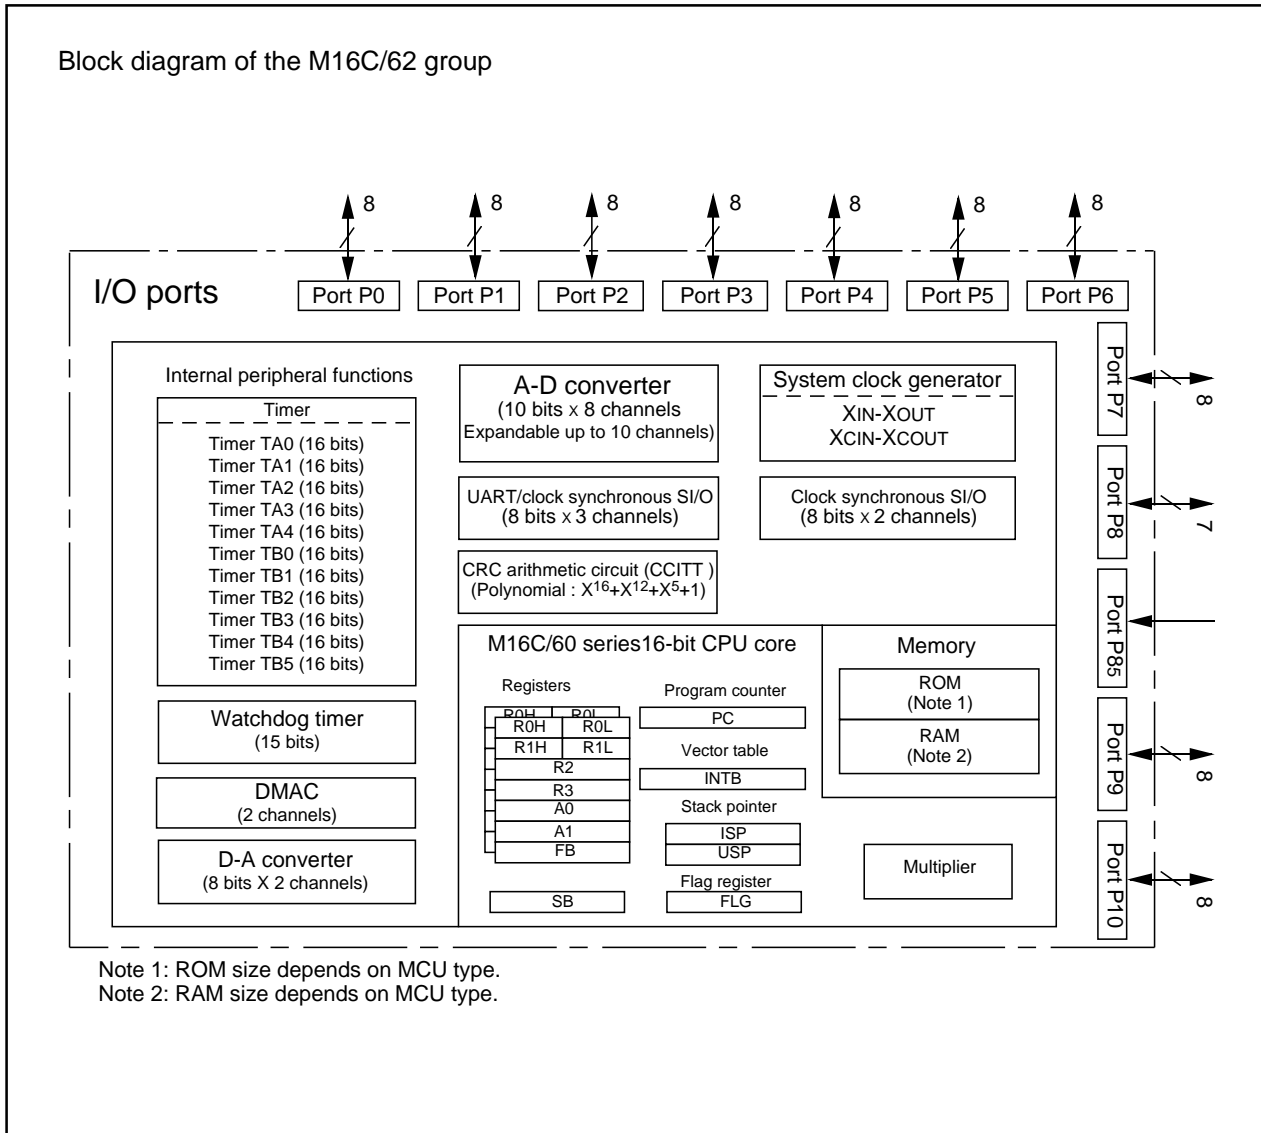 Block diagram of the M16C/62 group
8 8 8 8 8 8 8
I/O ports
Port P0 Port P1 Port P2 Port P3 Port P4 Port P5 Port P6
Internal peripheral functions
Timer
Timer TA0 (16 bits)
Timer TA1 (16 bits)
Timer TA2 (16 bits)
Timer TA3 (16 bits)
Timer TA4 (16 bits)
Timer TB0 (16 bits)
Timer TB1 (16 bits)
Timer TB2 (16 bits)
Timer TB3 (16 bits)
Timer TB4 (16 bits)
Timer TB5 (16 bits)
Watchdog timer
(15 bits)
DMAC
(2 channels)
D-A converter
(8 bits X 2 channels)
A-D converter
(10 bits x 8 channels
Expandable up to 10 channels)
System clock generator
XIN-XOUT
XCIN-XCOUT
UART/clock synchronous SI/O
(8 bits x 3 channels)
Clock synchronous SI/O
(8 bits x 2 channels)
CRC arithmetic circuit (CCITT )
(Polynomial : X16+X12+X5+1)
M16C/60 series16-bit CPU core
Registers
R0H R0L
R0H R0L
R1H R1L
R2
R3
A0
A1
FB
SB
Program counter
PC
Vector table
INTB
Stack pointer
ISP
USP
Flag register
FLG
Memory
ROM
(Note 1)
RAM
(Note 2)
Multiplier
Port P7
8
Port P8
7
Port P85
Port P9
8
Port P10
8
Note 1: ROM size depends on MCU type.
Note 2: RAM size depends on MCU type.